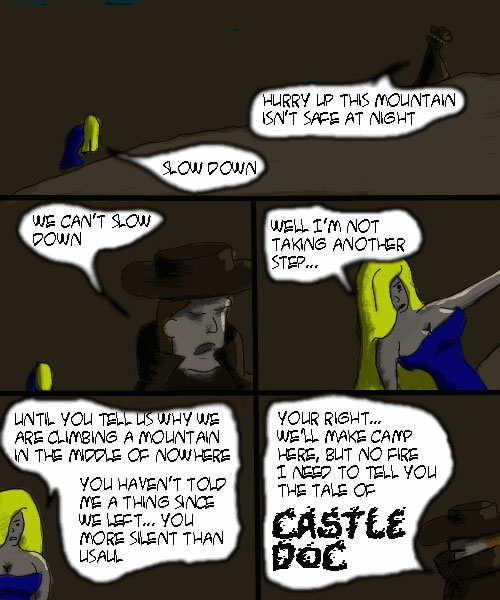 HURRY UP THIS MOUNTAIN
ISN'T SAFE AT NIGHT
SLOW DOWN
WE CAN'T SLOW
DOWN
WELL I'M NOT
TAKING ANOTHER
STEP...
UNTIL YOU TELL US WHY WE
ARE CLIMBING A MOUNTAIN
IN THE MIDDLE OF NOWHERE
YOU HAVEN'T TOLD
ME A THING SINCE
WE LEFT... YOU
MORE SILENT THAN
USAUL
YOUR RIGHT...
WE'LL MAKE CAMP
HERE, BUT NO FIRE
I NEED TO TELL YOU
THE TALE OF
CASTLE
DOC